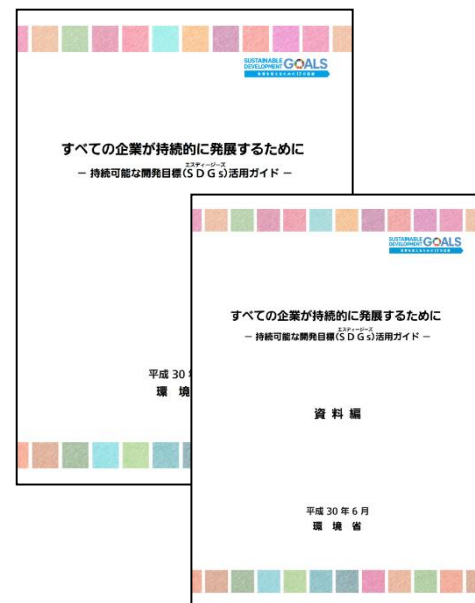 SUSTAINABLE DEVELOPMENT GOALS
すべての企業が持続的に発展するために
エスディージーズ
― 持続可能な開発目標(SDGs)活用ガイド ―
平成 30
環 境
SUSTAINABLE DEVELOPMENT GOALS
すべての企業が持続的に発展するために
エスディージーズ
― 持続可能な開発目標(SDGs)活用ガイド ―
資 料 編
平成 30 年 6 月
環 境 省